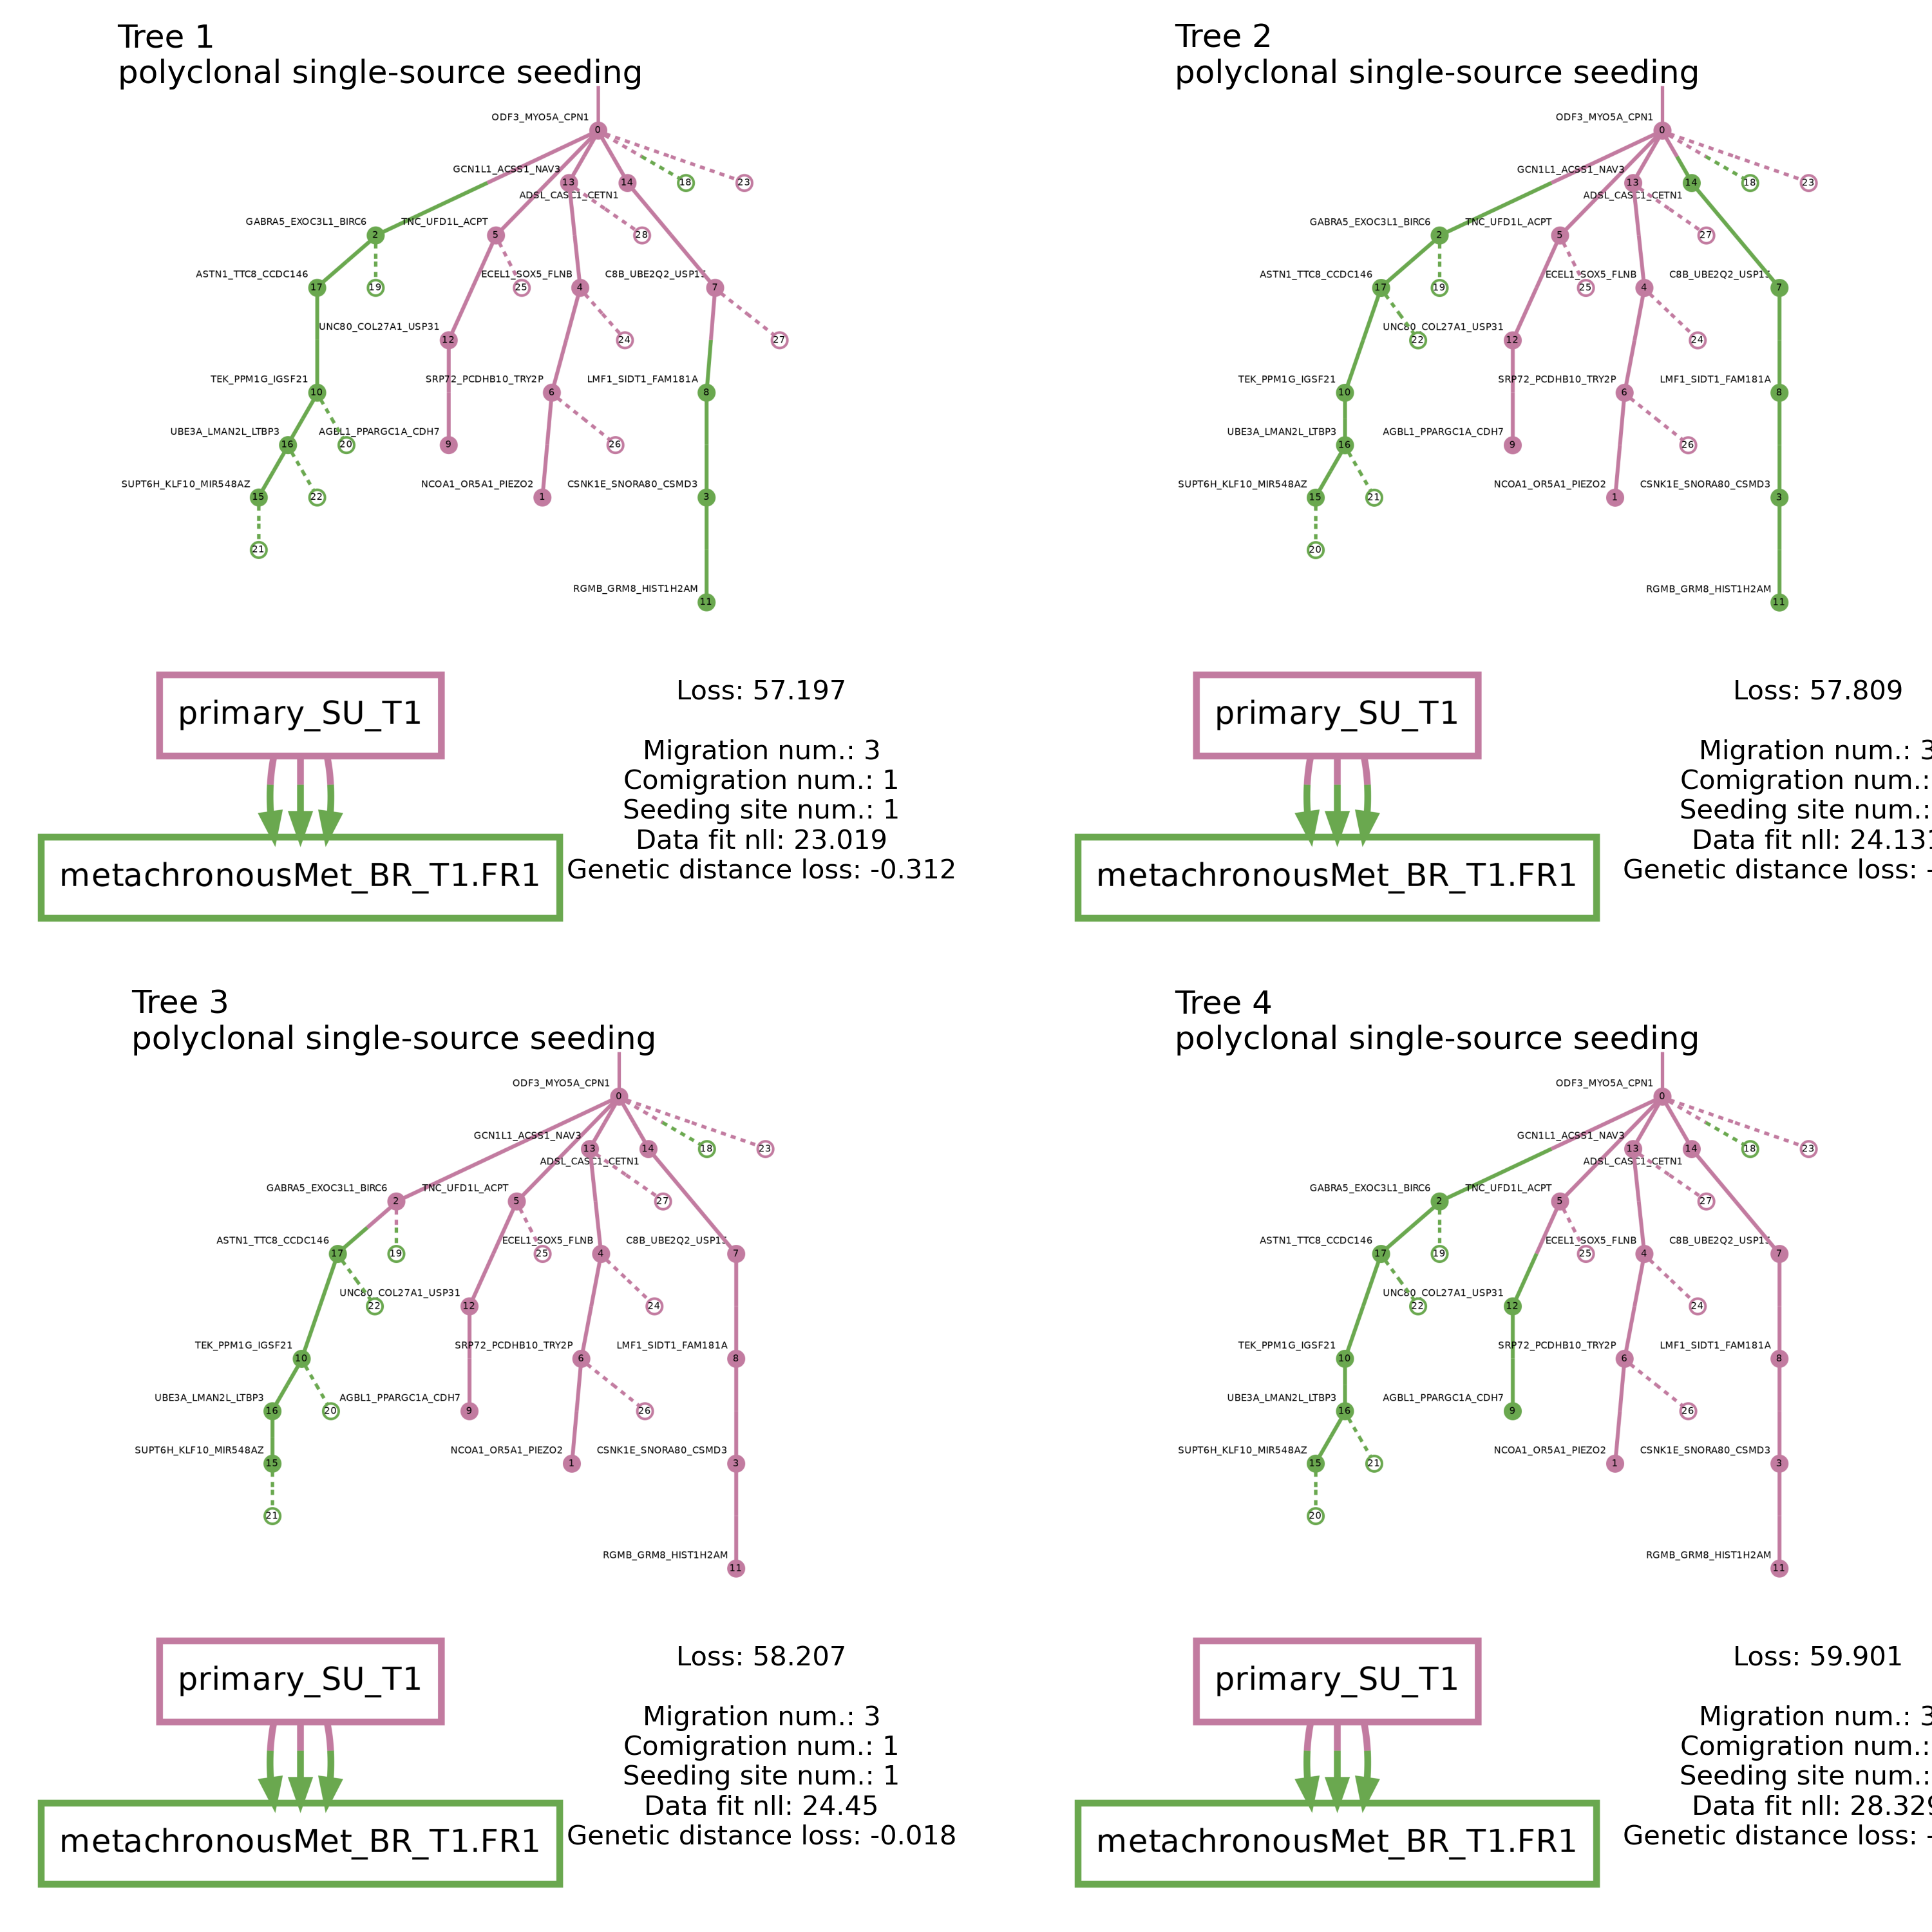 Tree 1
polyclonal single-source seeding
ODF3_MYO5A_CPN1
0
GCN1L1_ACSS1_NAV3
13
14
18
23
ADSL_CASC1_CETN1
GABRA5_EXOC3L1_BIRC6
2
TNC_UFD1L_ACPT
5
28
ASTN1_TTC8_CCDC146
17
19
25
ECEL1_SOX5_FLNB
4
7
UNC80_COL27A1_USP31
12
24
27
TEK_PPM1G_IGSF21
10
SRP72_PCDHB10_TRY2P
6
LMF1_SIDT1_FAM181A
8
UBE3A_LMAN2L_LTBP3
16
20
AGBL1_PPARGC1A_CDH7
9
26
SUPT6H_KLF10_MIR548AZ
15
22
NCOA1_OR5A1_PIEZO2
1
CSNK1E_SNORA80_CSMD3
3
21
RGMB_GRM8_HIST1H2AM
11
primary_SU_T1
metachronousMet_BR_T1.FR1
Loss: 57.197
Migration num.: 3
Comigration num.: 1
Seeding site num.: 1
Data fit nll: 23.019
Genetic distance loss: -0.312
Tree 2
polyclonal single-source seeding
ODF3_MYO5A_CPN1
0
GCN1L1_ACSS1_NAV3
13
14
18
23
ADSL_CASC1_CETN1
GABRA5_EXOC3L1_BIRC6
2
TNC_UFD1L_ACPT
5
27
ASTN1_TTC8_CCDC146
17
19
25
ECEL1_SOX5_FLNB
4
7
22
UNC80_COL27A1_USP31
12
24
TEK_PPM1G_IGSF21
10
SRP72_PCDHB10_TRY2P
6
LMF1_SIDT1_FAM181A
8
UBE3A_LMAN2L_LTBP3
16
AGBL1_PPARGC1A_CDH7
9
26
SUPT6H_KLF10_MIR548AZ
15
21
NCOA1_OR5A1_PIEZO2
1
CSNK1E_SNORA80_CSMD3
3
20
RGMB_GRM8_HIST1H2AM
11
primary_SU_T1
metachronousMet_BR_T1.FR1
Loss: 57.809
Migration num.: 3
Comigration num.:
Seeding site num.:
Data fit nll: 24.131
Genetic distance loss: -
Tree 3
polyclonal single-source seeding
ODF3_MYO5A_CPN1
0
GCN1L1_ACSS1_NAV3
13
14
18
23
ADSL_CASC1_CETN1
GABRA5_EXOC3L1_BIRC6
2
TNC_UFD1L_ACPT
5
27
ASTN1_TTC8_CCDC146
17
19
25
ECEL1_SOX5_FLNB
4
7
22
UNC80_COL27A1_USP31
12
24
TEK_PPM1G_IGSF21
10
SRP72_PCDHB10_TRY2P
6
LMF1_SIDT1_FAM181A
8
UBE3A_LMAN2L_LTBP3
16
20
AGBL1_PPARGC1A_CDH7
9
26
SUPT6H_KLF10_MIR548AZ
15
NCOA1_OR5A1_PIEZO2
1
CSNK1E_SNORA80_CSMD3
3
21
RGMB_GRM8_HIST1H2AM
11
primary_SU_T1
metachronousMet_BR_T1.FR1
Loss: 58.207
Migration num.: 3
Comigration num.: 1
Seeding site num.: 1
Data fit nll: 24.45
Genetic distance loss: -0.018
Tree 4
polyclonal single-source seeding
ODF3_MYO5A_CPN1
0
GCN1L1_ACSS1_NAV3
13
14
18
23
ADSL_CASC1_CETN1
GABRA5_EXOC3L1_BIRC6
2
TNC_UFD1L_ACPT
5
27
ASTN1_TTC8_CCDC146
17
19
25
ECEL1_SOX5_FLNB
4
7
22
UNC80_COL27A1_USP31
12
24
TEK_PPM1G_IGSF21
10
SRP72_PCDHB10_TRY2P
6
LMF1_SIDT1_FAM181A
8
UBE3A_LMAN2L_LTBP3
16
AGBL1_PPARGC1A_CDH7
9
26
SUPT6H_KLF10_MIR548AZ
15
21
NCOA1_OR5A1_PIEZO2
1
CSNK1E_SNORA80_CSMD3
3
20
RGMB_GRM8_HIST1H2AM
11
primary_SU_T1
metachronousMet_BR_T1.FR1
Loss: 59.901
Migration num.: 3
Comigration num.:
Seeding site num.:
Data fit nll: 28.329
Genetic distance loss: -